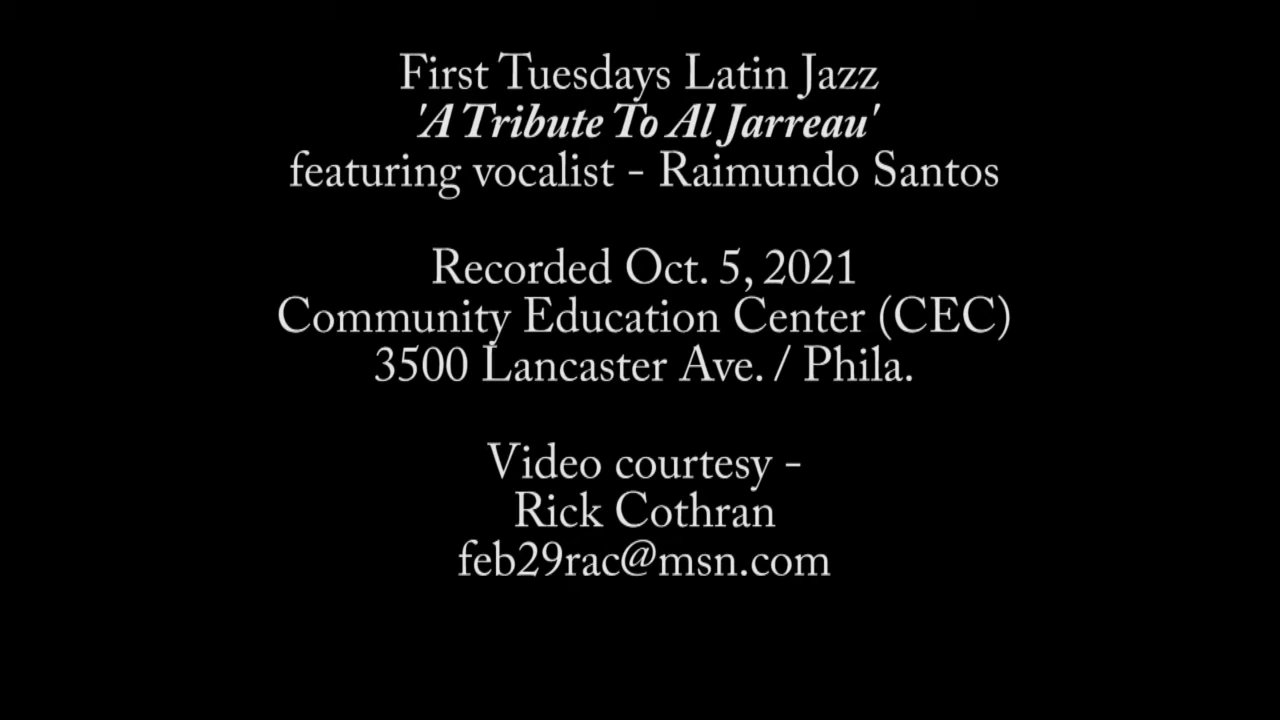 First Tuesdays Latin Jazz
'A Tribute To Al Jarreau'
featuring vocalist - Raimundo Santos
Recorded Oct. 5, 2021
Community Education Center (CEC)
3500 Lancaster Ave. / Phila.
Video courtesy -
Rick Cothran
feb29rac@msn.com